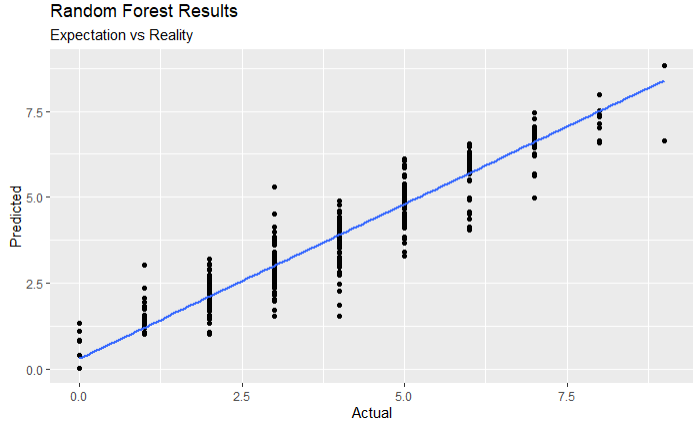 Random Forest Results
Expectation vs Reality
Predicted
7.5
5.0
2.5
0.0
0.0 2.5 5.0 7.5
Actual